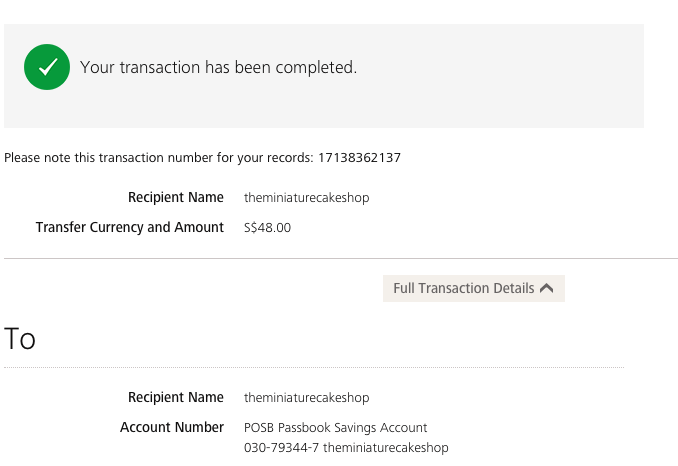 Your transaction has been completed.
Please note this transaction number for your records: 17138362137
Recipient Name theminiaturecakeshop
Transfer Currency and Amount S$48.00
Full Transaction Details
To
Recipient Name theminiaturecakeshop
Account Number POSB Passbook Savings Account
030-79344-7 theminiaturecakeshop